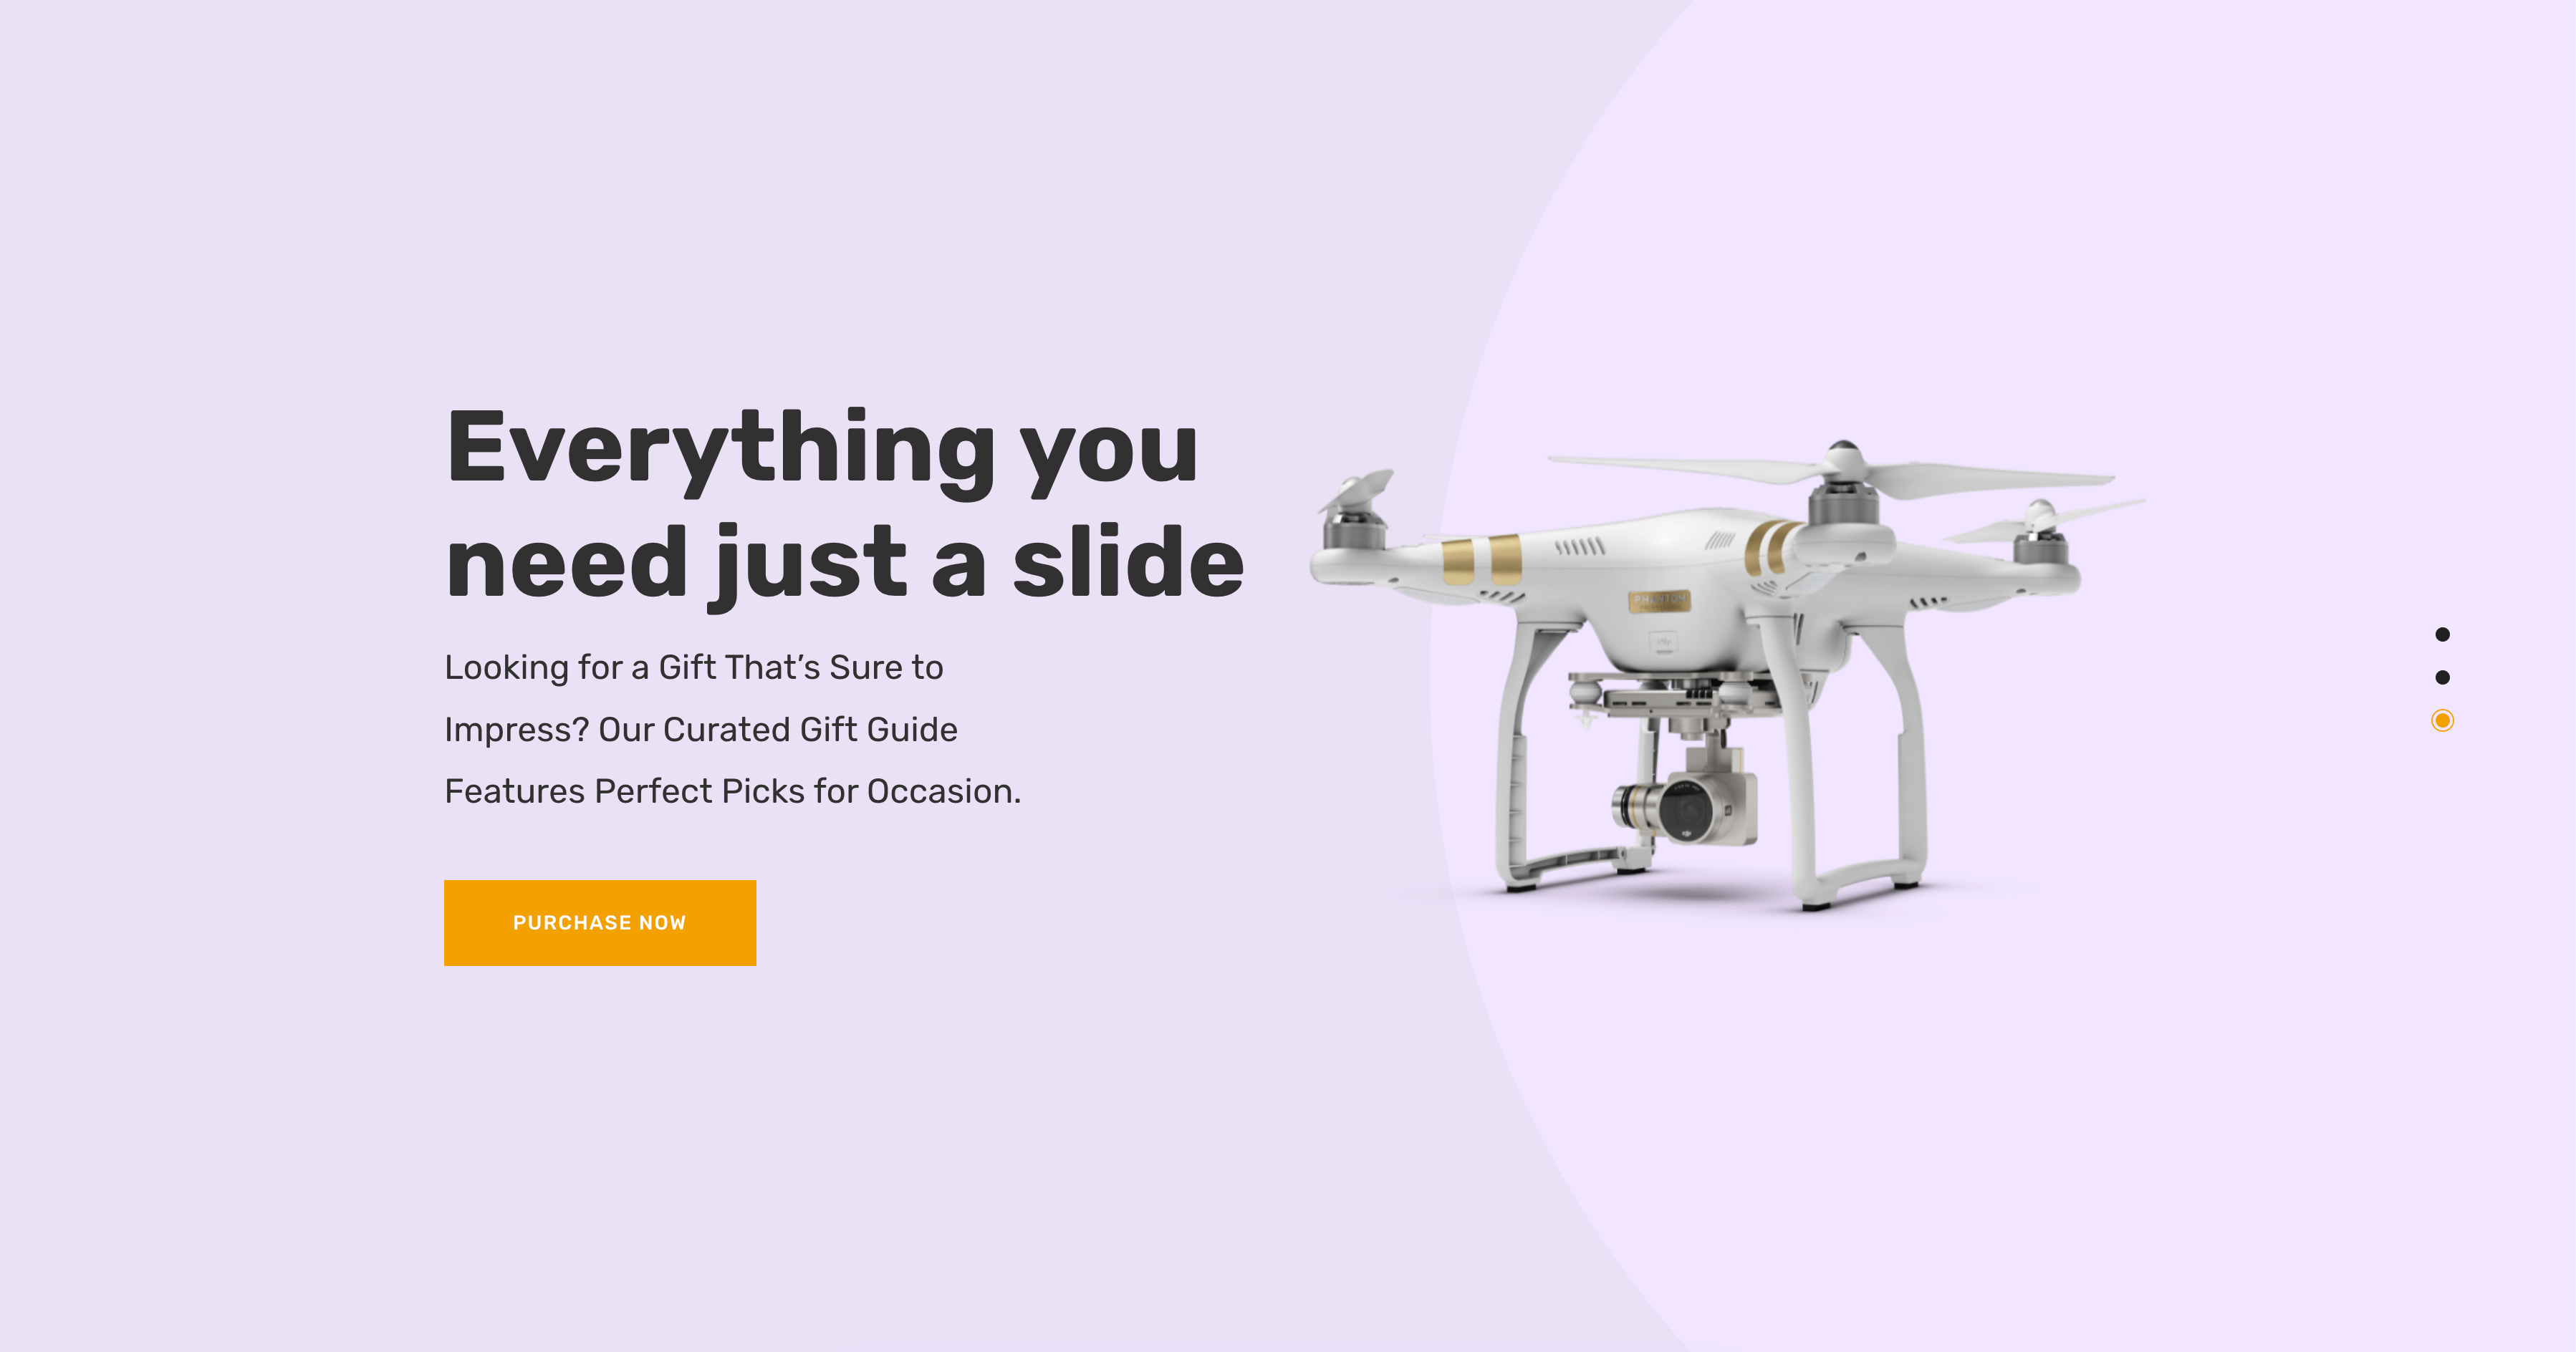 Everything you
need just a slide
Looking for a Gift That’s Sure to
Impress? Our Curated Gift Guide
Features Perfect Picks for Occasion.
PURCHASE NOW
PHANTOM
dji